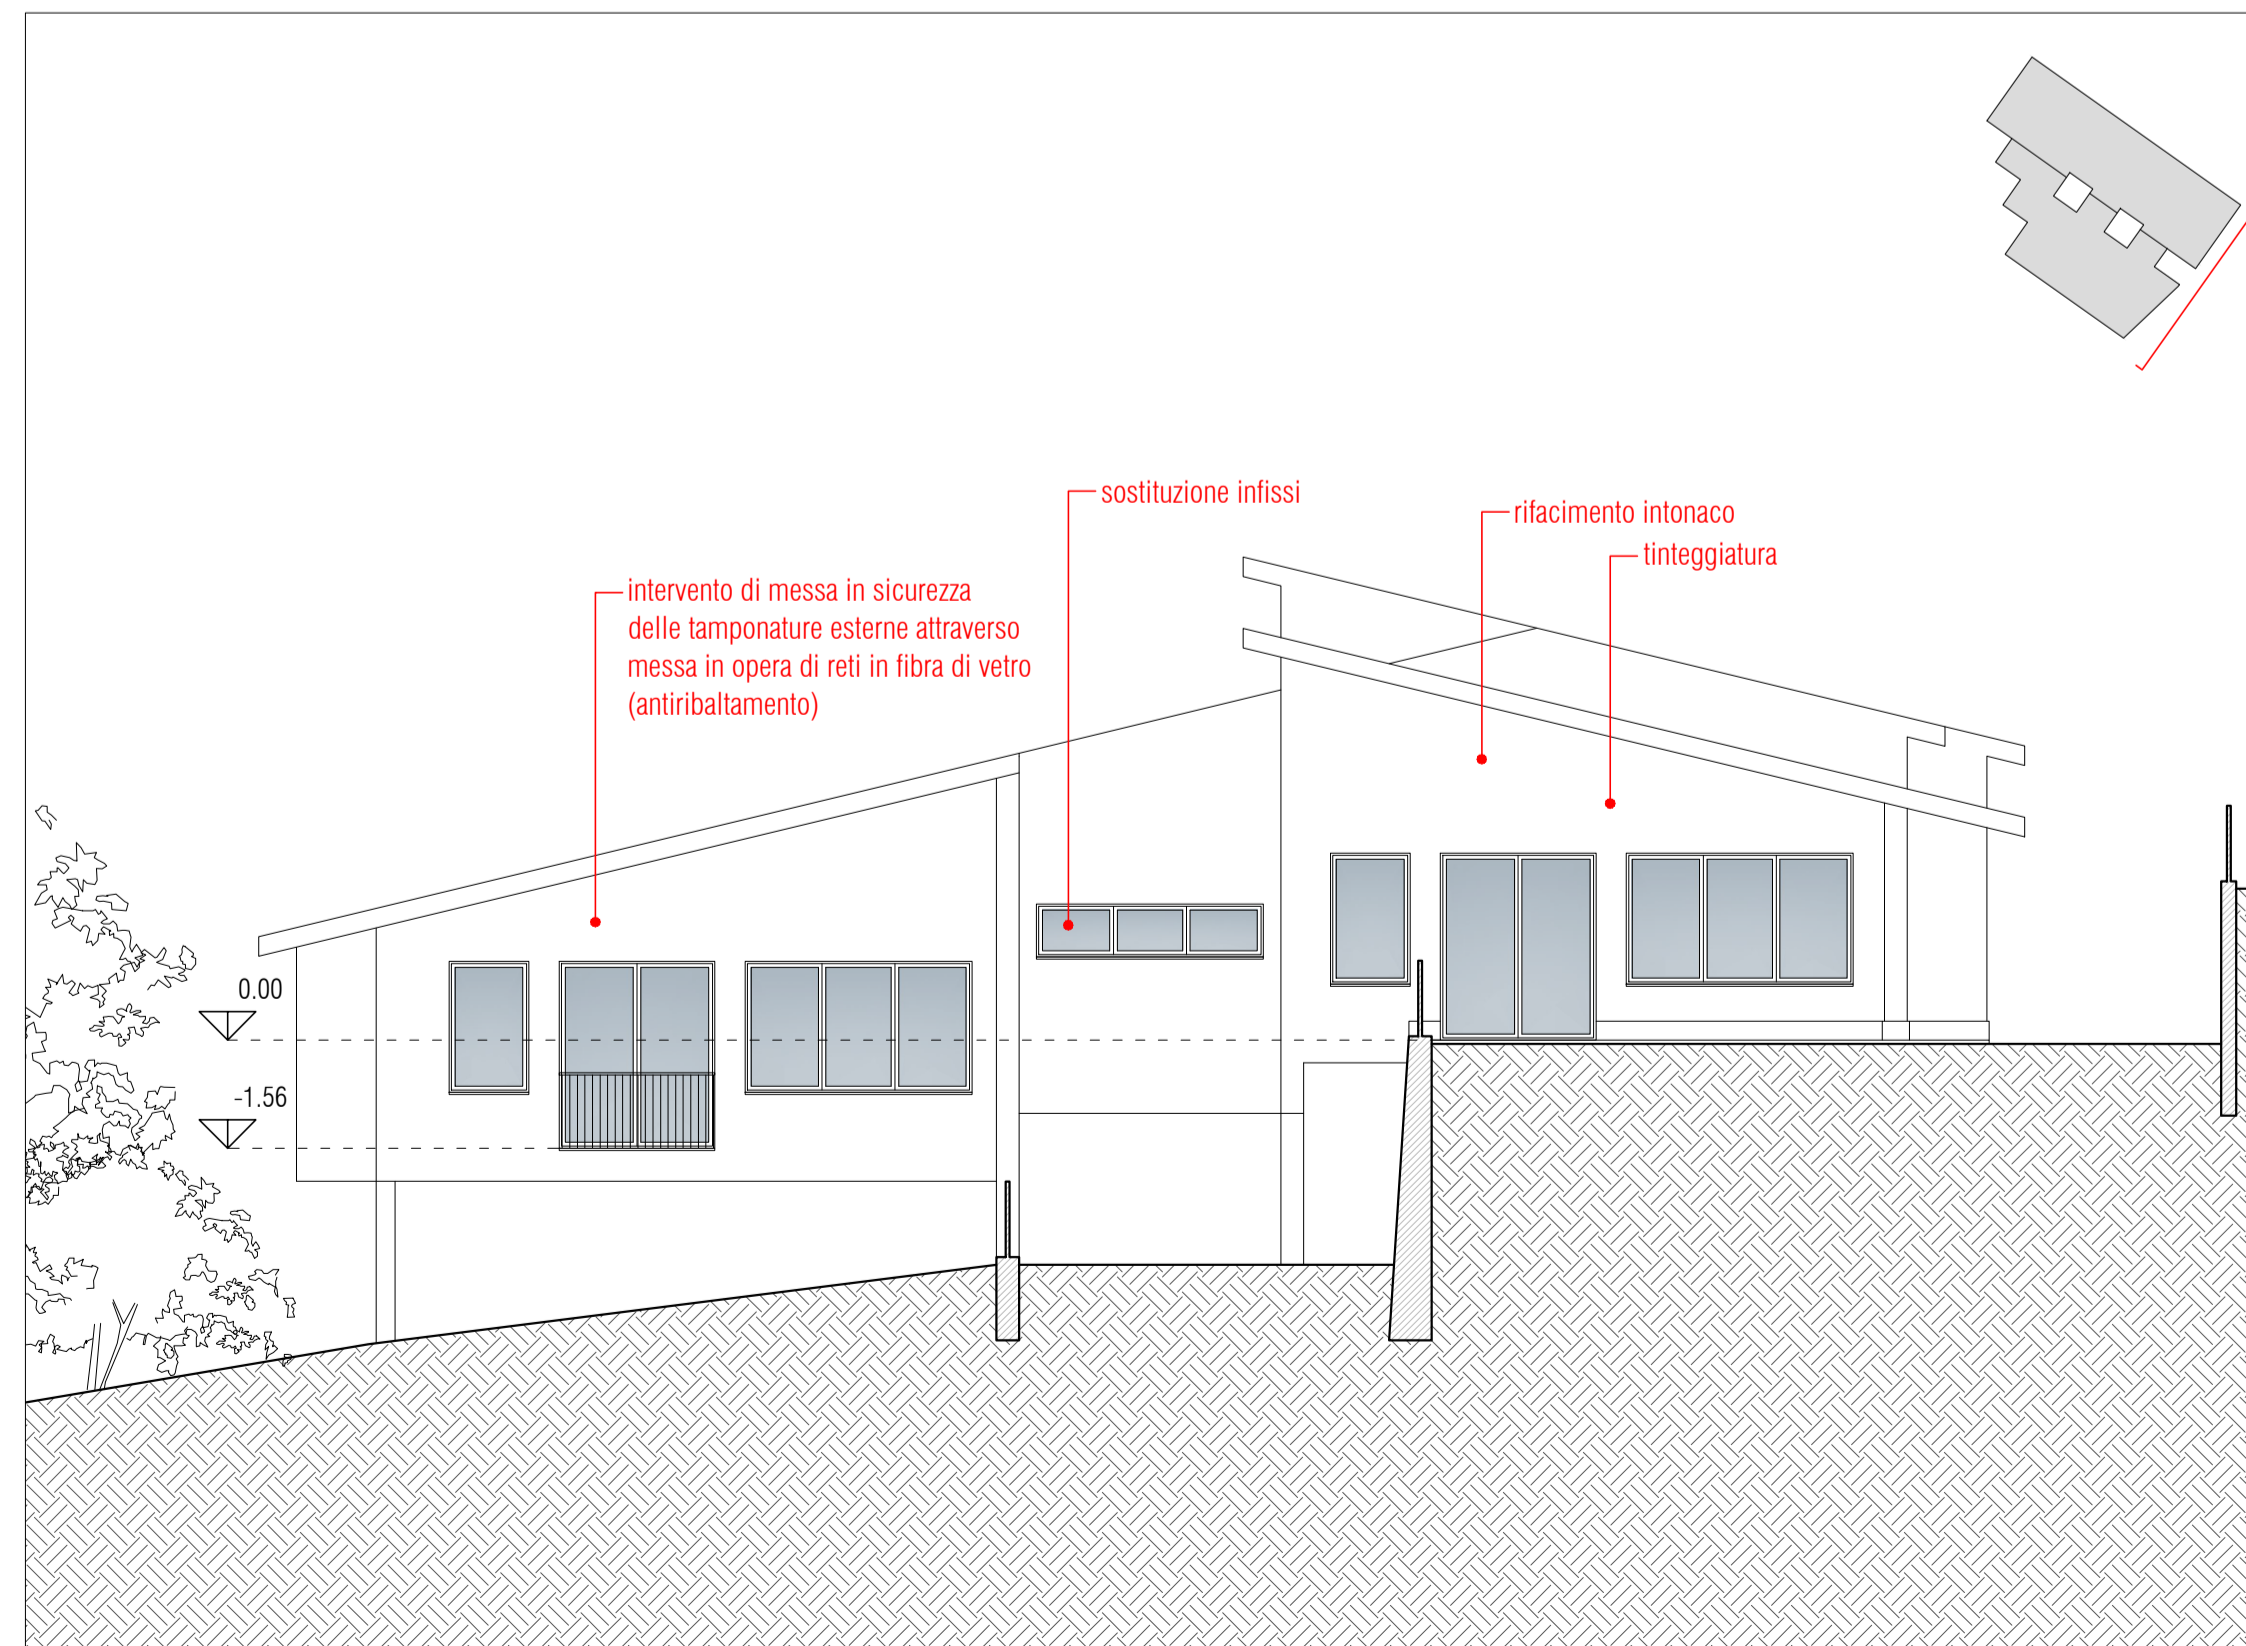 sostituzione infissi
rifacimento intonaco
tinteggiatura
intervento di messa in sicurezza
delle tamponature esterne attraverso
messa in opera di reti in fibra di vetro
(antiribaltamento)
0.00
-1.56